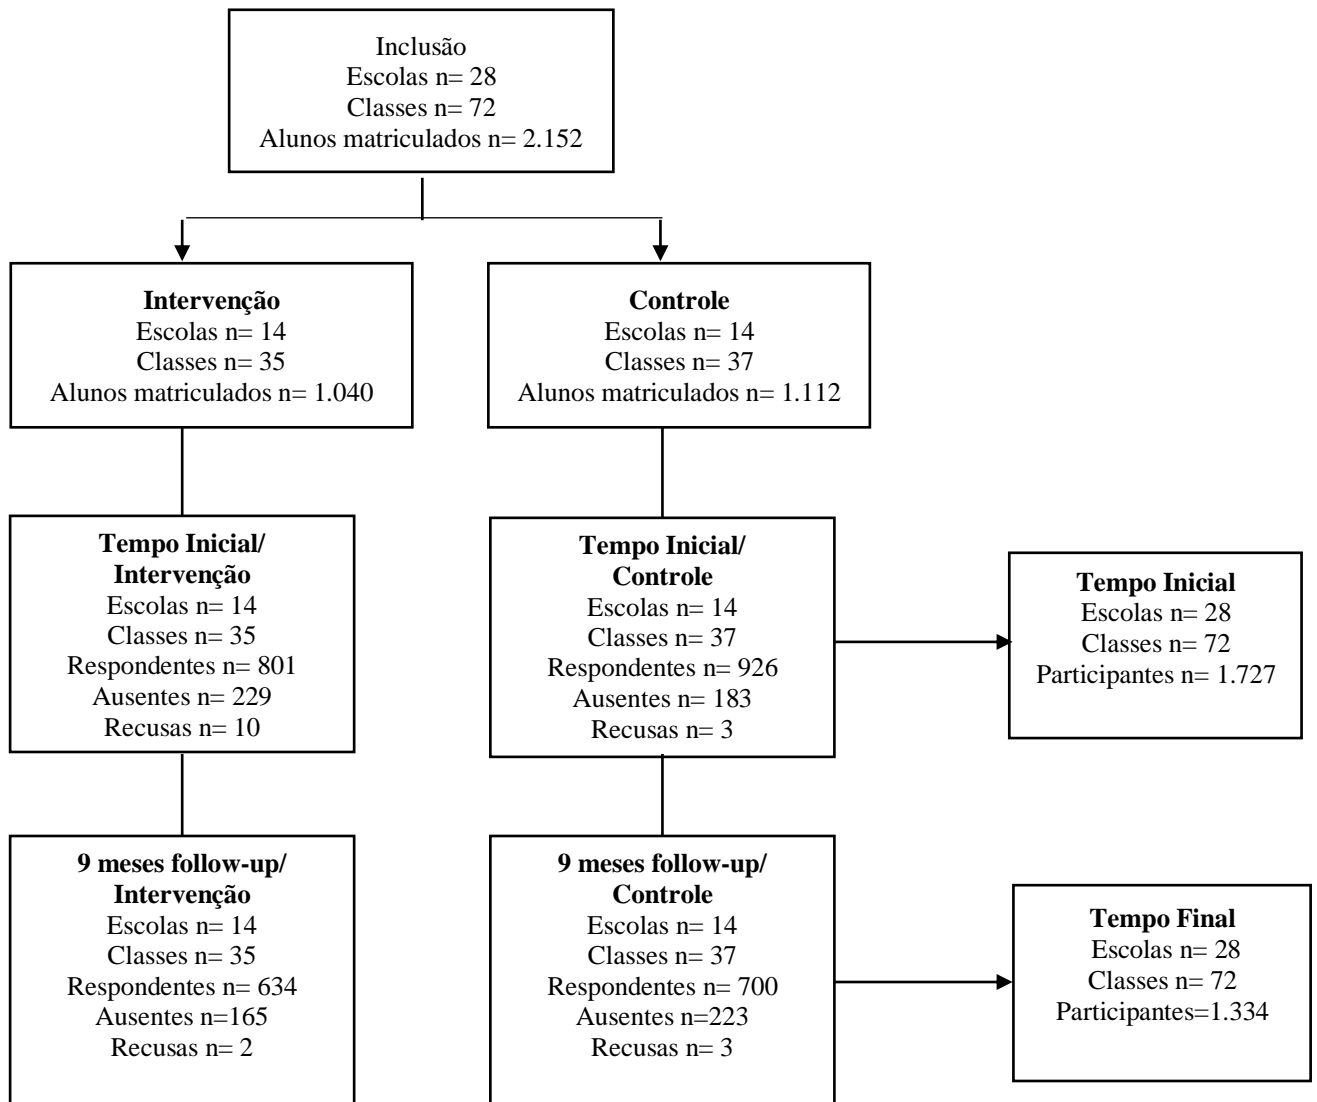 Inclusão
Escolas n= 28
Classes n= 72
Alunos matriculados n= 2.152
Intervenção
Escolas n= 14
Classes n= 35
Alunos matriculados n= 1.040
Controle
Escolas n= 14
Classes n= 37
Alunos matriculados n= 1.112
Tempo Inicial/
Intervenção
Escolas n= 14
Classes n= 35
Respondentes n= 801
Ausentes n= 229
Recusas n= 10
Tempo Inicial/
Controle
Escolas n= 14
Classes n= 37
Respondentes n= 926
Ausentes n= 183
Recusas n= 3
Tempo Inicial
Escolas n= 28
Classes n= 72
Participantes n= 1.727
9 meses follow-up/
Intervenção
Escolas n= 14
Classes n= 35
Respondentes n= 634
Ausentes n=165
Recusas n= 2
9 meses follow-up/
Controle
Escolas n= 14
Classes n= 37
Respondentes n= 700
Ausentes n=223
Recusas n= 3
Tempo Final
Escolas n= 28
Classes n= 72
Participantes=1.334